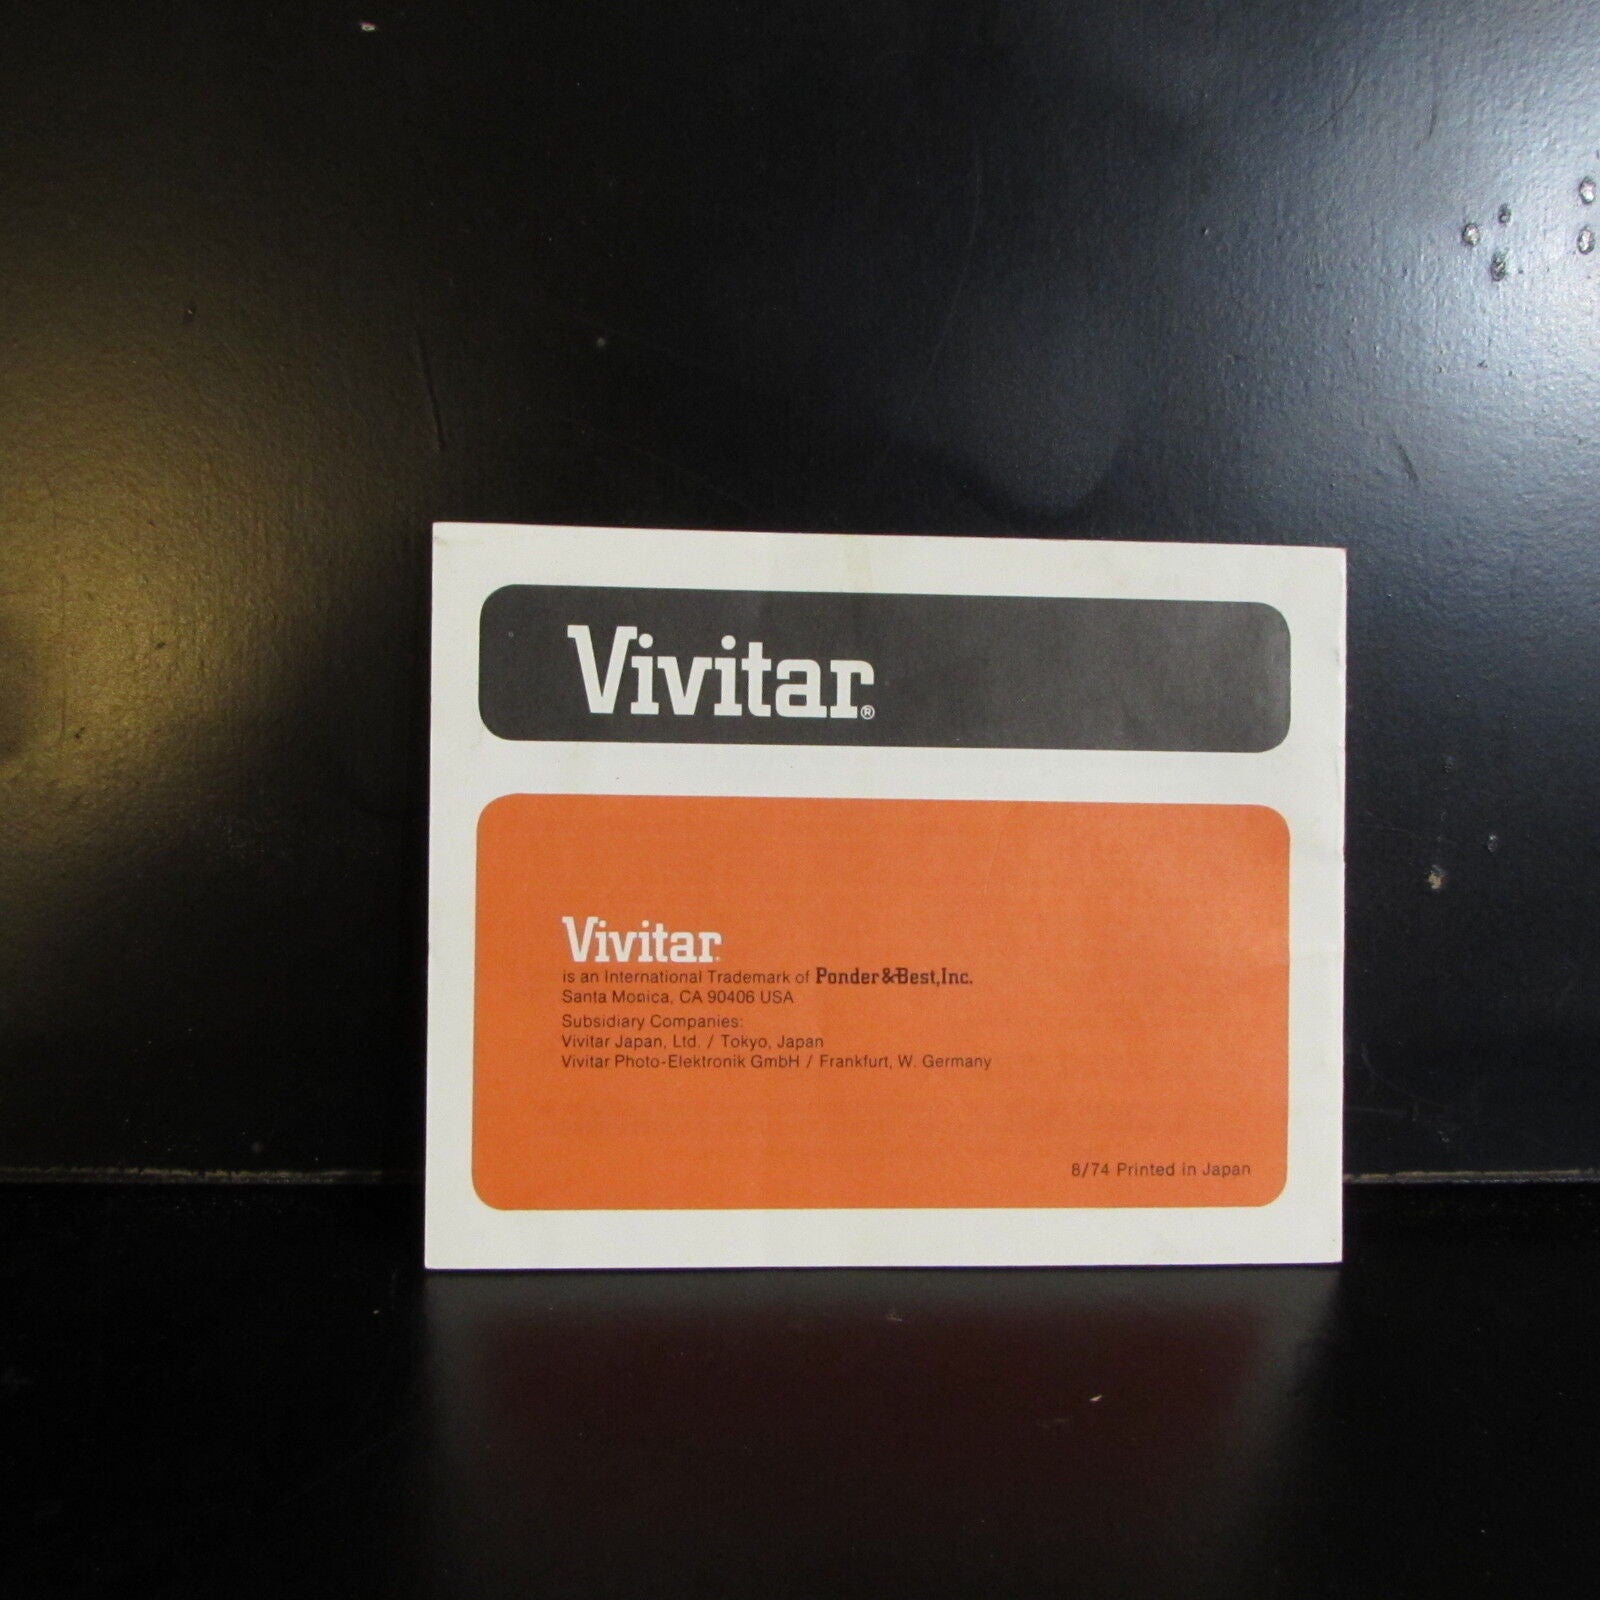 Vivitar®
Vivitar
is an International Trademark of Ponder&Best,Inc.
Santa Monica, CA 90406 USA
Subsidiary Companies:
Vivitar Japan, Ltd. / Tokyo, Japan
Vivitar Photo-Elektronik GmbH / Frankfurt, W. Germany
8/74 Printed in Japan